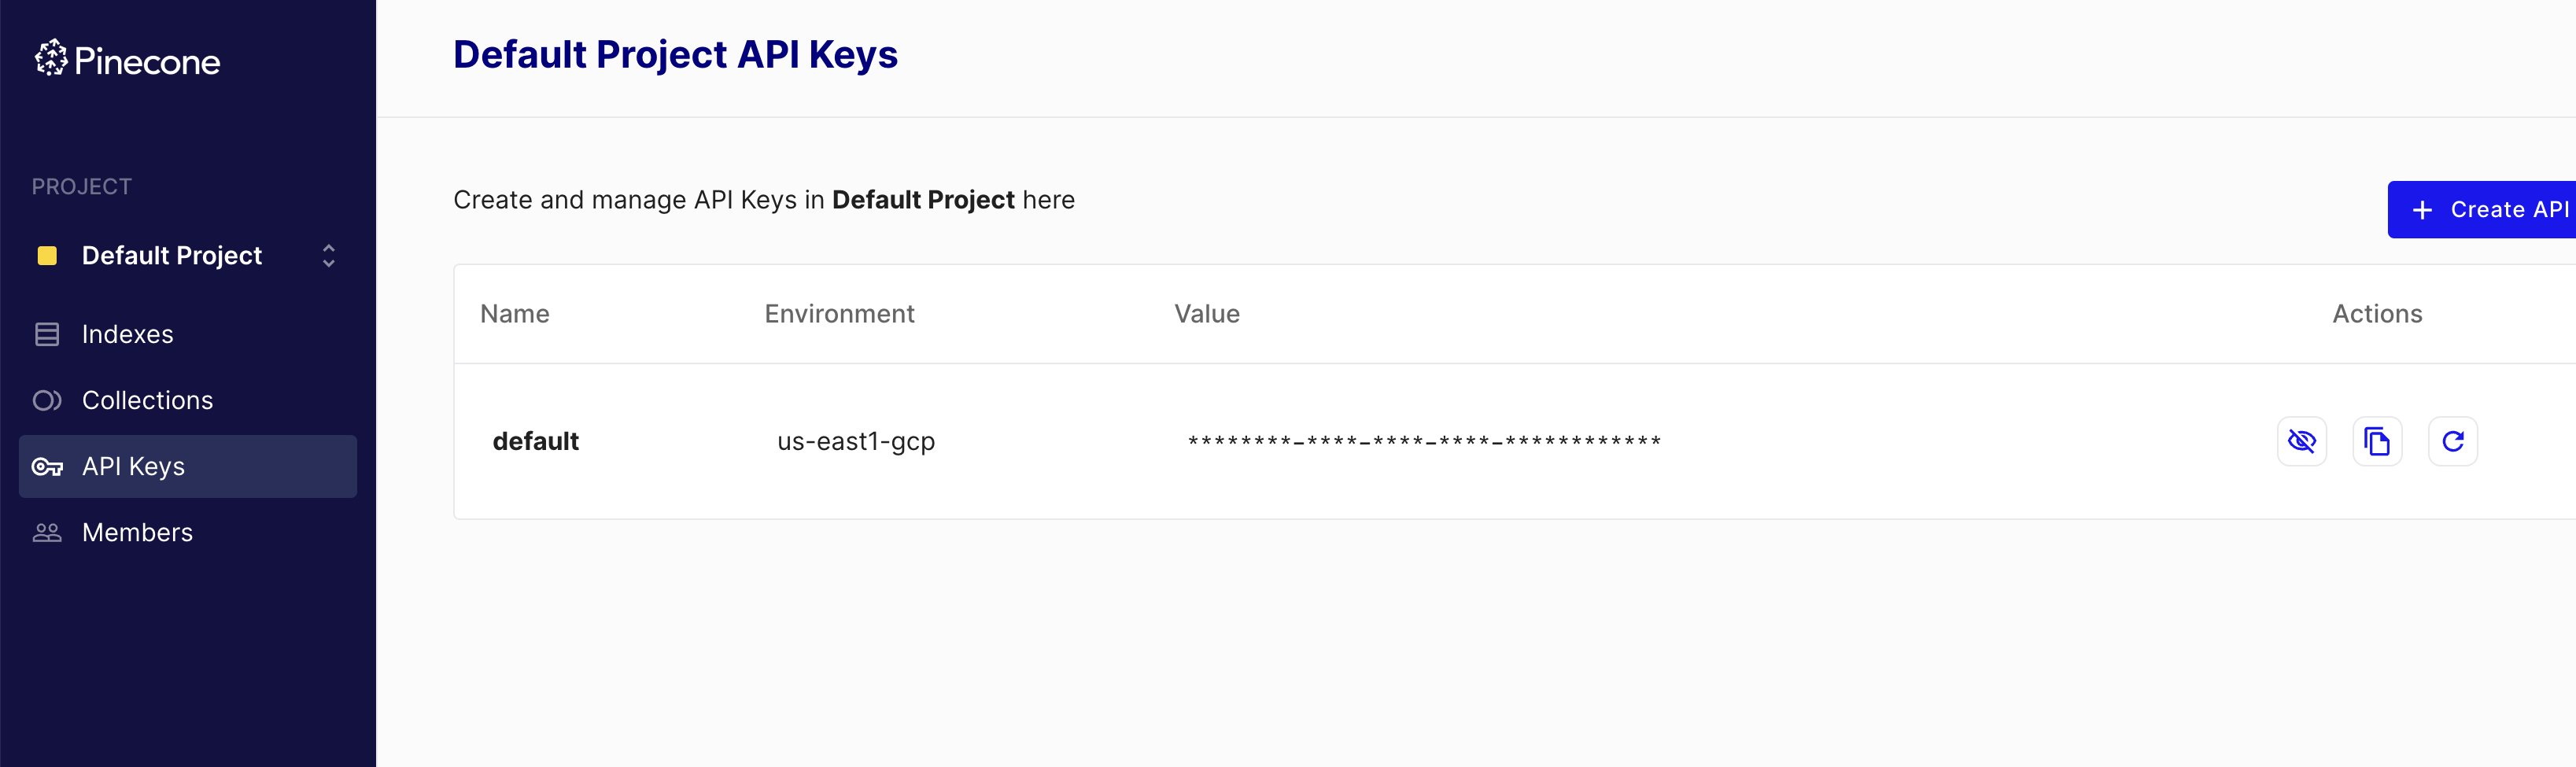 Pinecone
PROJECT
Default Project
Indexes
Collections
API Keys
Members
Default Project API Keys
Create and manage API Keys in Default Project here
+ Create API
Name Environment Value Actions
default us-east1-gcp ********-****-****-****-************